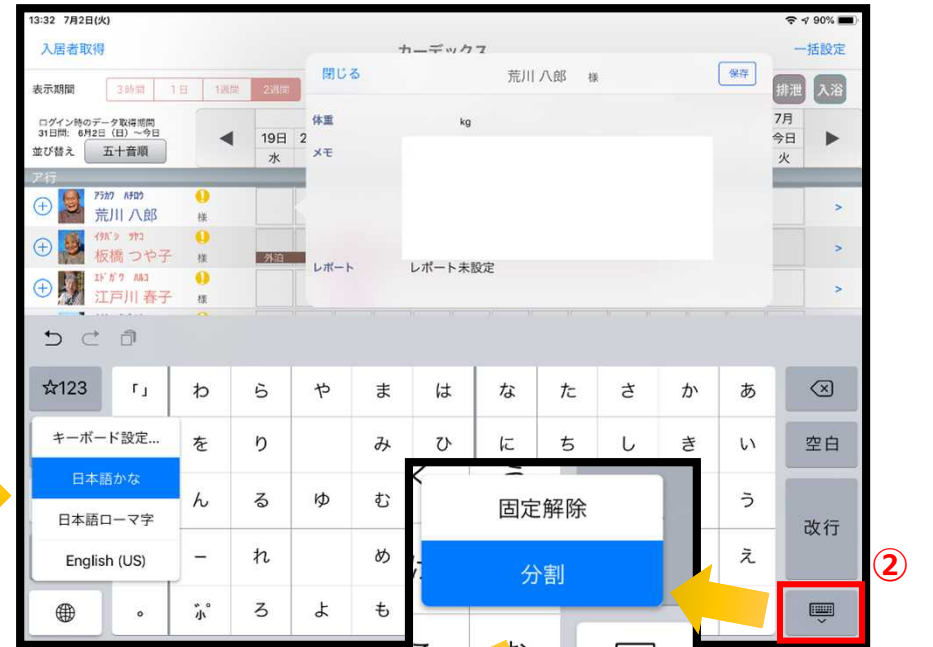 13:32 7月2日(火)
90%
入居者取得
カーデックス
一括設定
表示期間
3時間
1日
1週間
2週間
閉じる
荒川 八郎 様
保存
排泄
入浴
ログイン時のデータ取得期間
31日間: 6月2日 (日) ~今日
並び替え
五十音順
◀
19日
水
2
体重
kg
メモ
7月
今日
火
▶
ア行
アラカワ ハチロウ
荒川 八郎
様
>
イタバシ ツヤコ
板橋 つや子
様
外泊
>
レポート
レポート未設定
エドガワ ハルコ
江戸川 春子
様
>
☆123
「」
わ
ら
や
ま
は
な
た
さ
か
あ
キーボード設定...
を
り
み
ひ
に
ち
し
き
い
空白
日本語かな
ん
る
ゆ
む
固定解除
う
日本語ローマ字
改行
ー
れ
め
分割
え
English (US)
②
。
ろ
よ
も